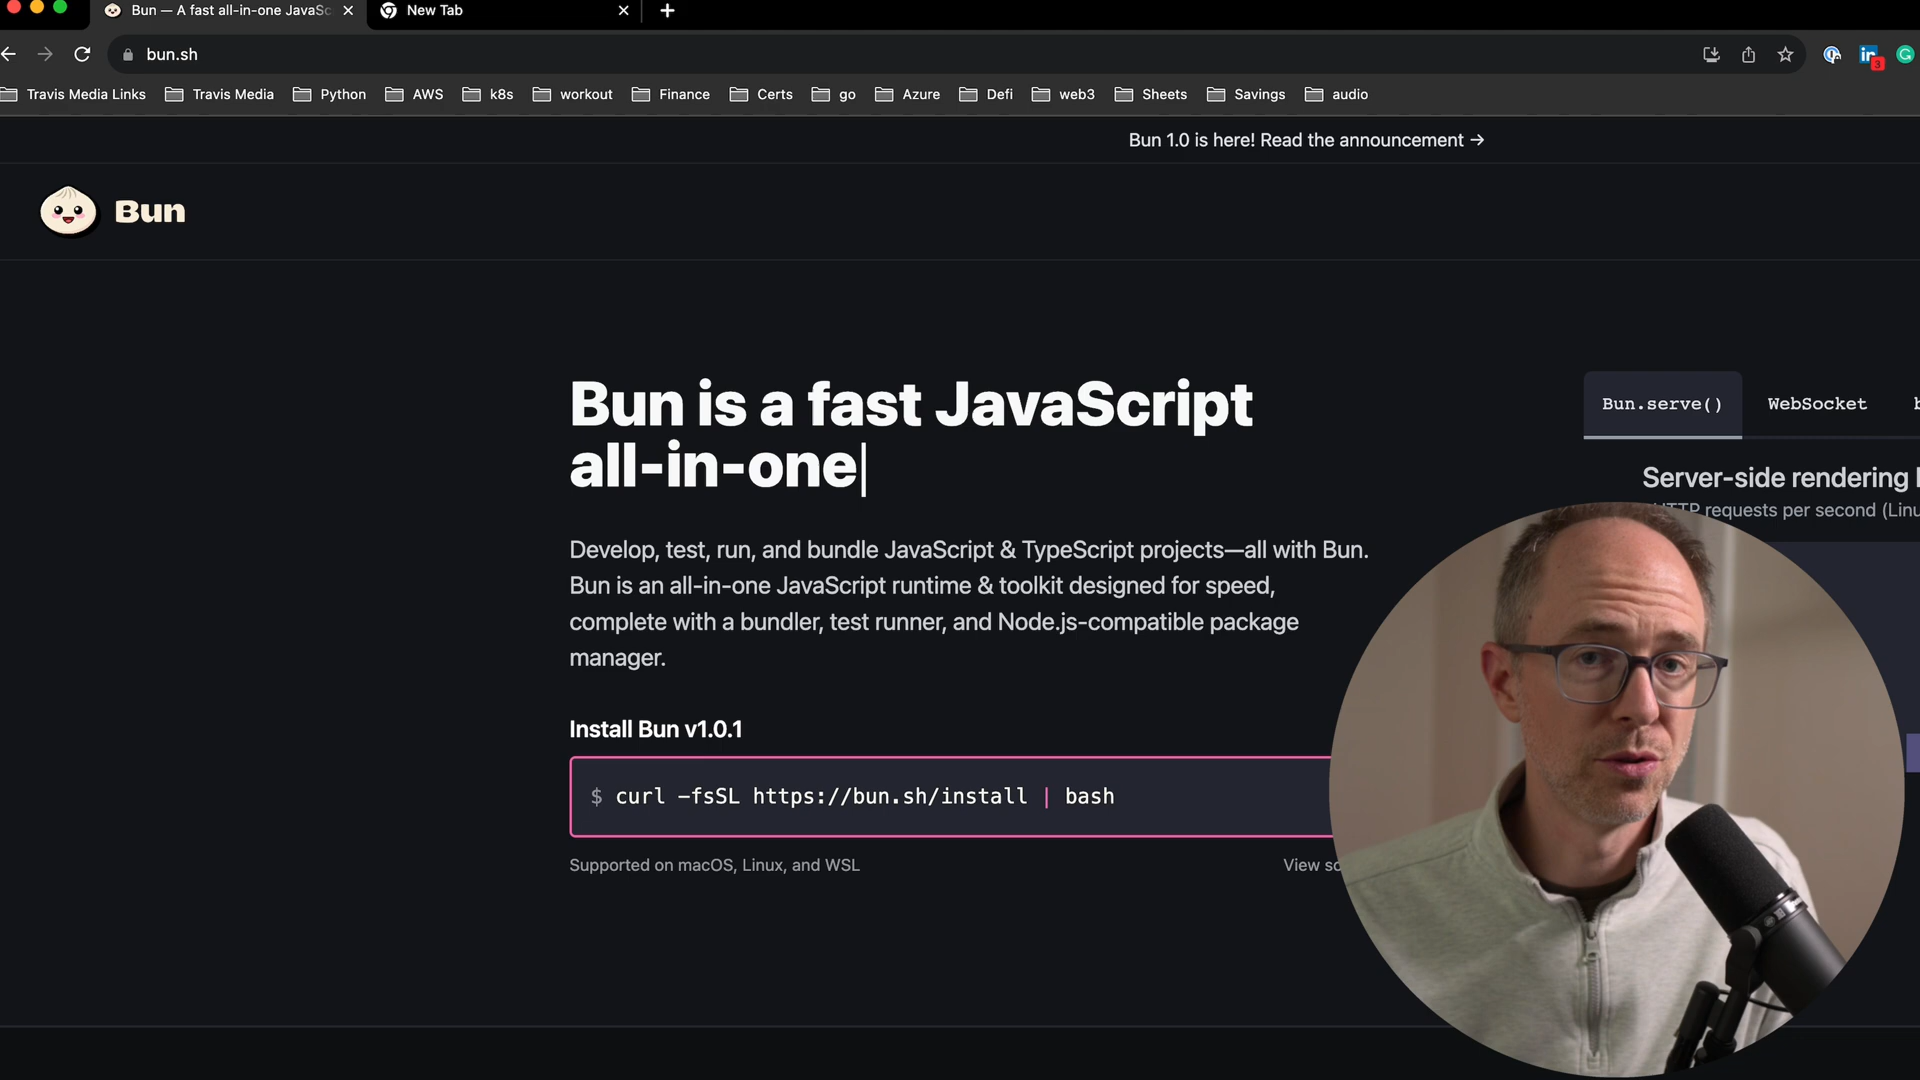 Bun — A fast all-in-one JavaSc
New Tab
bun.sh
3
Travis Media Links
Travis Media
Python
AWS
k8s
workout
Finance
Certs
go
Azure
Defi
web3
Sheets
Savings
audio
Bun 1.0 is here! Read the announcement →
Bun
Bun is a fast JavaScript
all-in-one
Bun.serve()
WebSocket
Server-side rendering
HTTP requests per second (Linu
Develop, test, run, and bundle JavaScript & TypeScript projects—all with Bun.
Bun is an all-in-one JavaScript runtime & toolkit designed for speed,
complete with a bundler, test runner, and Node.js-compatible package
manager.
Install Bun v1.0.1
$ curl -fsSL https://bun.sh/install | bash
Supported on macOS, Linux, and WSL
View sc